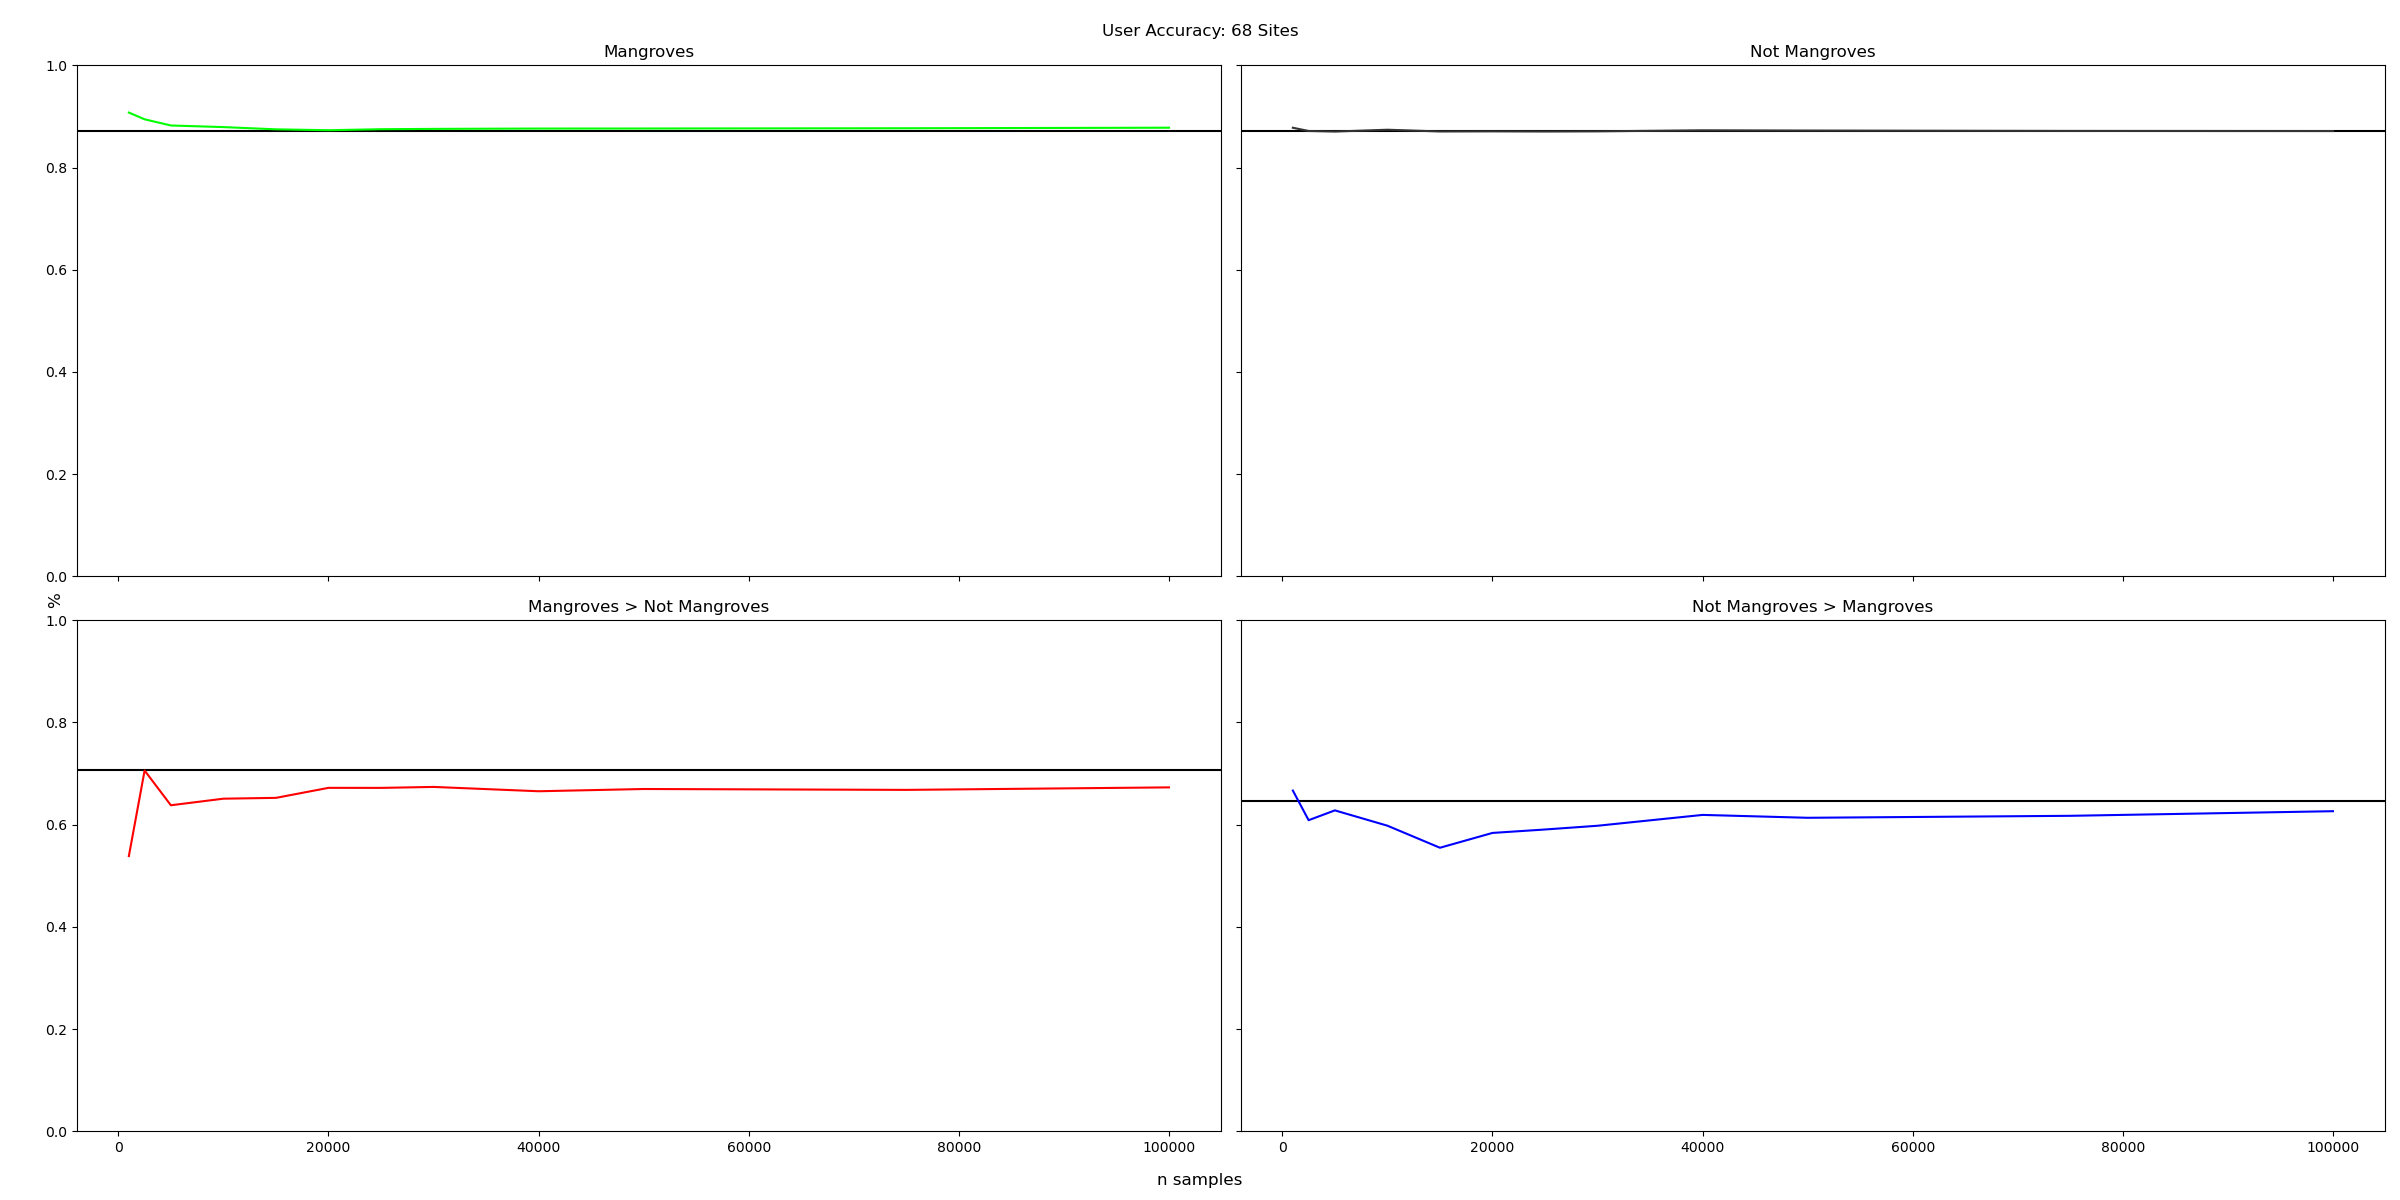 User Accuracy: 68 Sites
Mangroves
Not Mangroves
1.0
0.8
0.6
0.4
0.2
0.0
%
Mangroves > Not Mangroves
Not Mangroves > Mangroves
1.0
0.8
0.6
0.4
0.2
0.0
0 20000 40000 60000 80000 100000
0 20000 40000 60000 80000 100000
n samples